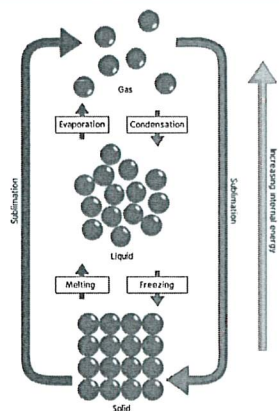 Gas
Evaporation
Condensation
Sublimation
Sublimation
Increasing internal energy
Liquid
Melting
Freezing
Solid